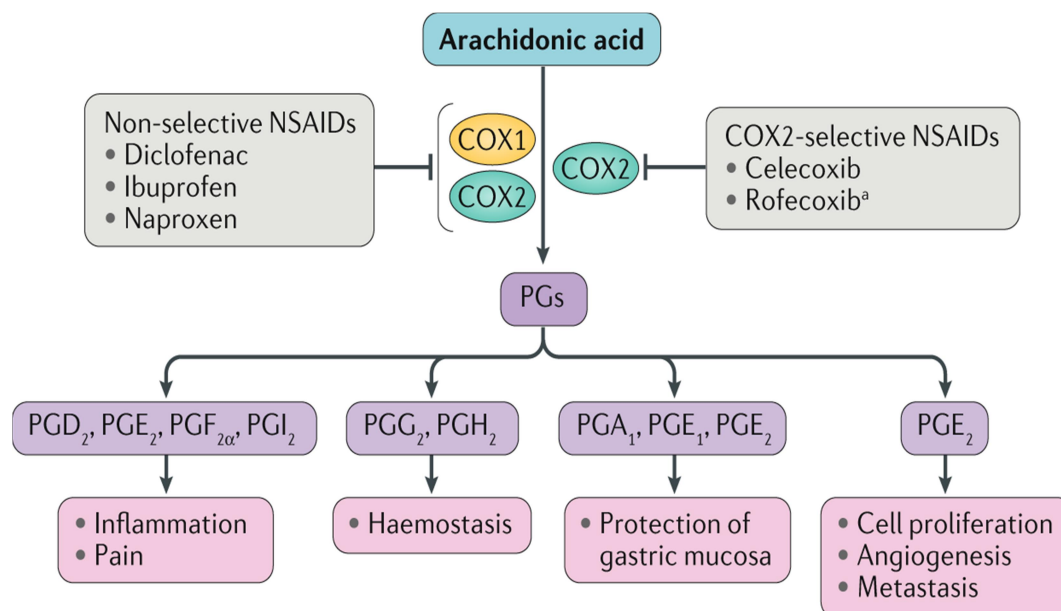 Arachidonic acid
Non-selective NSAIDs
• Diclofenac
• Ibuprofen
• Naproxen
COX1
COX2
COX2
COX2-selective NSAIDs
• Celecoxib
• Rofecoxibᵃ
PGs
PGD₂, PGE₂, PGF₂α, PGI₂
PGG₂, PGH₂
PGA₁, PGE₁, PGE₂
PGE₂
• Inflammation
• Pain
• Haemostasis
• Protection of
gastric mucosa
• Cell proliferation
• Angiogenesis
• Metastasis